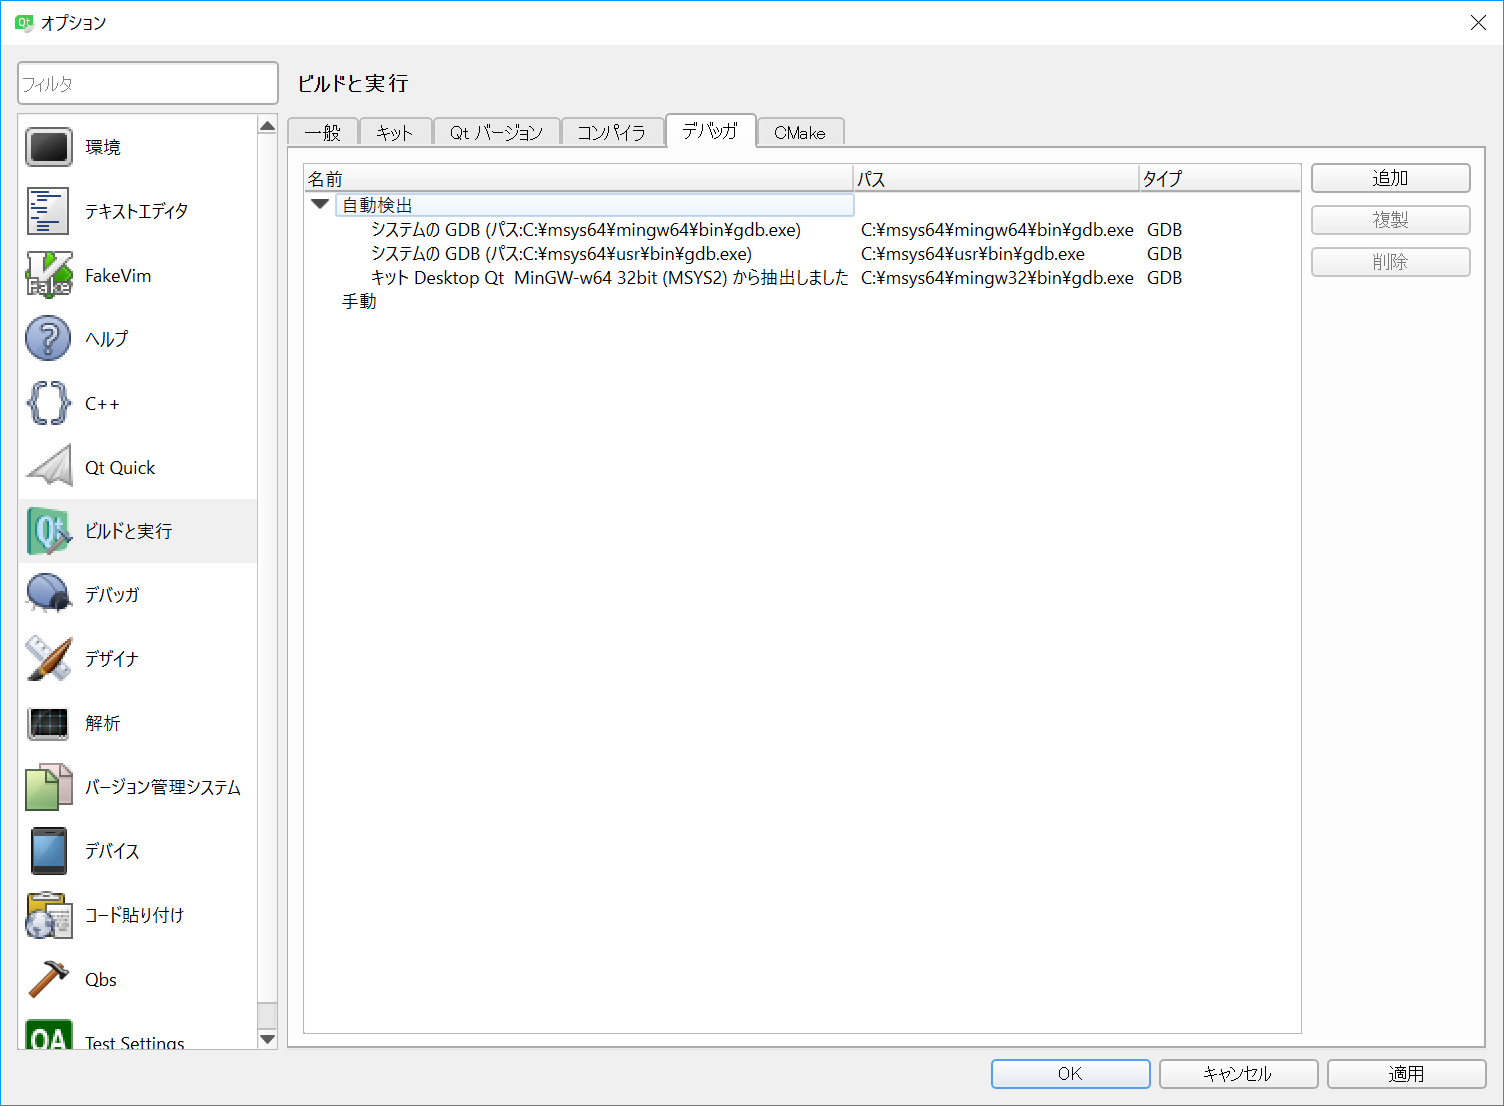 オプション
フィルタ
環境
テキストエディタ
FakeVim
ヘルプ
C++
Qt Quick
ビルドと実行
デバッガ
デザイナ
解析
バージョン管理システム
デバイス
コード貼り付け
Qbs
Test Settings
ビルドと実行
一般 キット Qt バージョン コンパイラ デバッガ CMake
名前 パス タイプ
自動検出
システムの GDB (パス:C:¥msys64¥mingw64¥bin¥gdb.exe) C:¥msys64¥mingw64¥bin¥gdb.exe GDB
システムの GDB (パス:C:¥msys64¥usr¥bin¥gdb.exe) C:¥msys64¥usr¥bin¥gdb.exe GDB
キット Desktop Qt  MinGW-w64 32bit (MSYS2) から抽出しました C:¥msys64¥mingw32¥bin¥gdb.exe GDB
手動
追加
複製
削除
OK キャンセル 適用